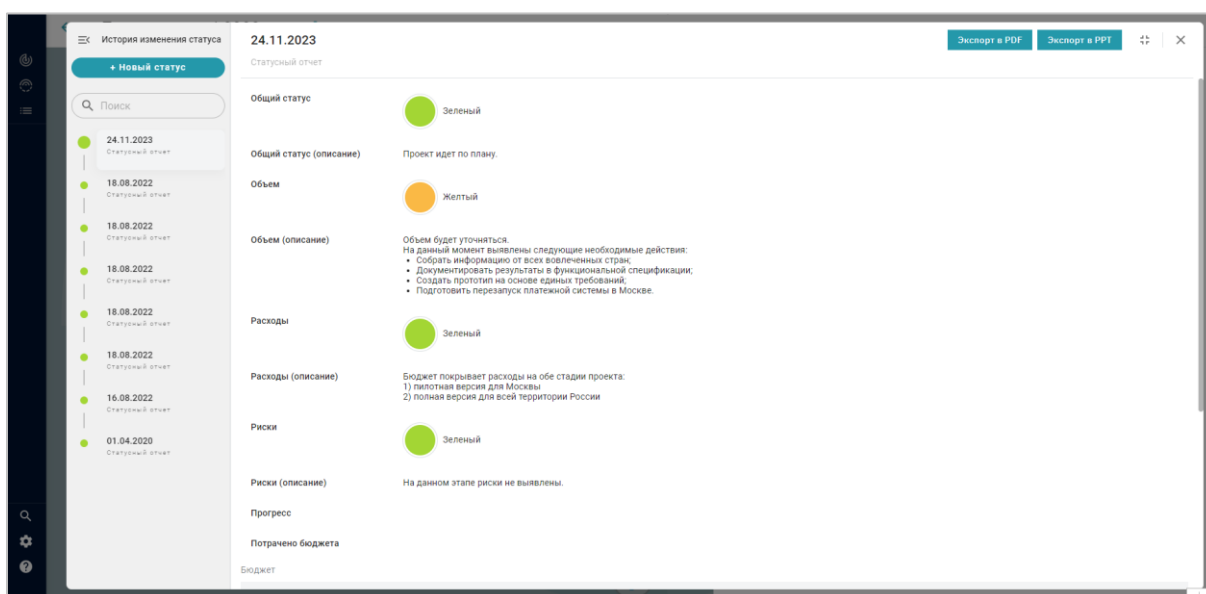 История изменения статуса
+ Новый статус
Поиск
24.11.2023
Статусный отчет
18.08.2022
Статусный отчет
18.08.2022
Статусный отчет
18.08.2022
Статусный отчет
18.08.2022
Статусный отчет
18.08.2022
Статусный отчет
16.08.2022
Статусный отчет
01.04.2020
Статусный отчет
24.11.2023
Статусный отчет
Экспорт в PDF
Экспорт в PPT
Общий статус
Зеленый
Общий статус (описание)
Проект идет по плану.
Объем
Желтый
Объем (описание)
Объем будет уточняться.
На данный момент выявлены следующие необходимые действия:
• Собрать информацию от всех вовлеченных стран;
• Документировать результаты в функциональной спецификации;
• Создать прототип на основе единых требований;
• Подготовить перезапуск платежной системы в Москве.
Расходы
Зеленый
Расходы (описание)
Бюджет покрывает расходы на обе стадии проекта:
1) пилотная версия для Москвы
2) полная версия для всей территории России
Риски
Зеленый
Риски (описание)
На данном этапе риски не выявлены.
Прогресс
Потрачено бюджета
Бюджет